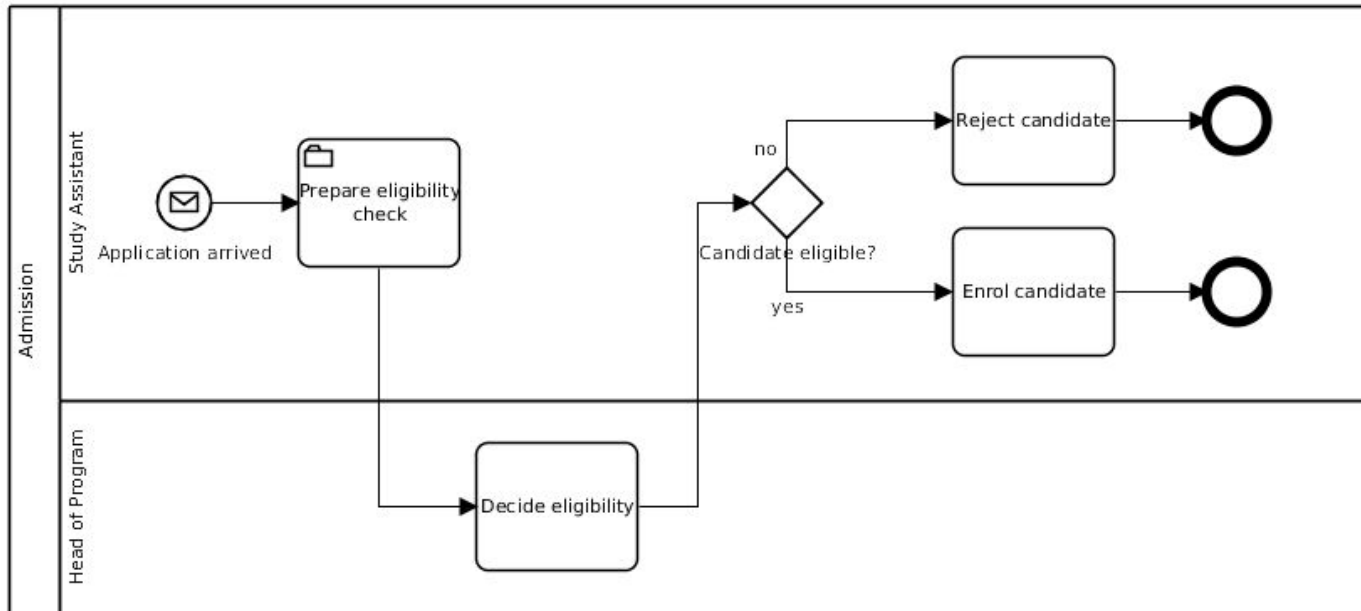 Admission
Study Assistant
Application arrived
Prepare eligibility
check
Candidate eligible?
no
yes
Reject candidate
Enrol candidate
Head of Program
Decide eligibility